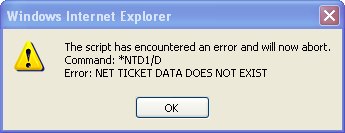 Windows Internet Explorer
The script has encountered an error and will now abort.
Command: *NTD1/D
Error: NET TICKET DATA DOES NOT EXIST
OK